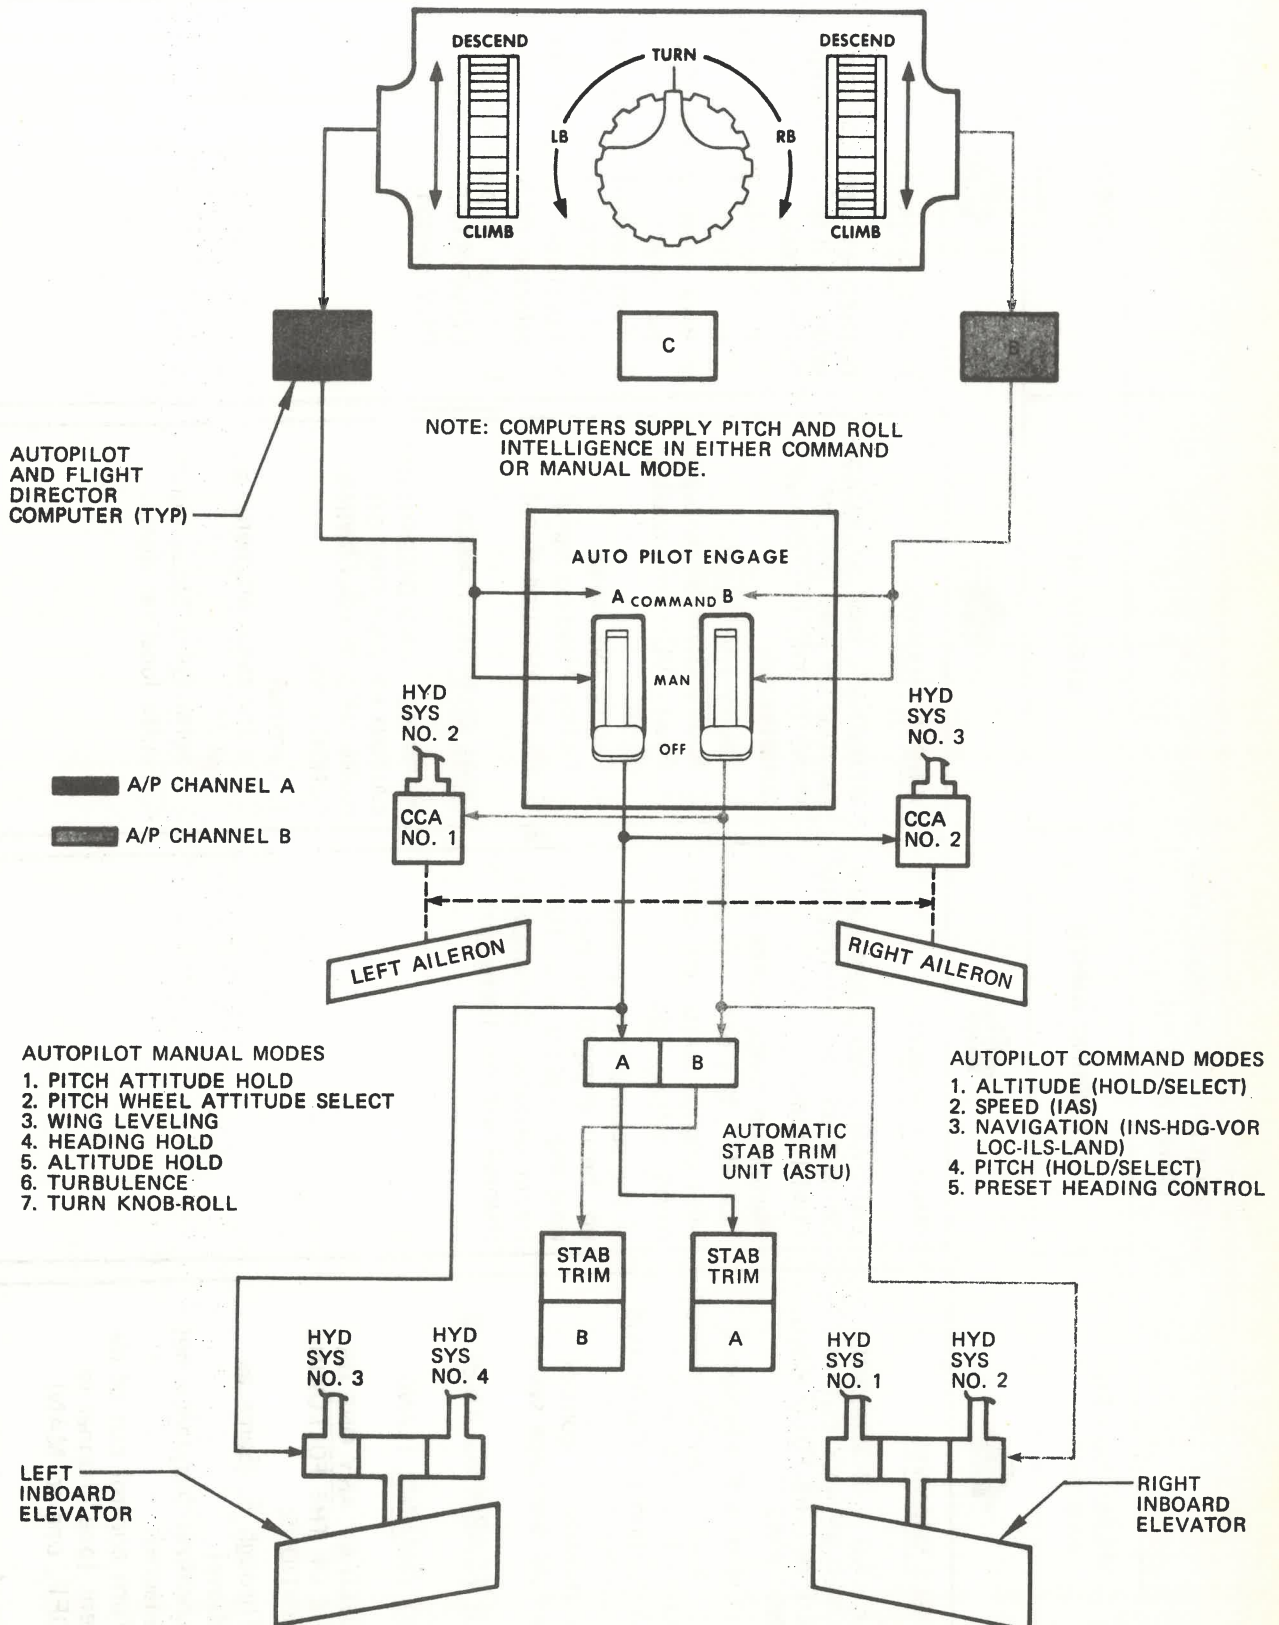 DESCEND
DESCEND
TURN
LB
RB
CLIMB
CLIMB
C
B
NOTE: COMPUTERS SUPPLY PITCH AND ROLL
INTELLIGENCE IN EITHER COMMAND
OR MANUAL MODE.
AUTOPILOT
AND FLIGHT
DIRECTOR
COMPUTER (TYP)
AUTO PILOT ENGAGE
A COMMAND B
MAN
OFF
HYD
SYS
NO. 2
HYD
SYS
NO. 3
A/P CHANNEL A
A/P CHANNEL B
CCA
NO. 1
CCA
NO. 2
LEFT AILERON
RIGHT AILERON
A
B
AUTOPILOT MANUAL MODES
1. PITCH ATTITUDE HOLD
2. PITCH WHEEL ATTITUDE SELECT
3. WING LEVELING
4. HEADING HOLD
5. ALTITUDE HOLD
6. TURBULENCE
7. TURN KNOB-ROLL
AUTOMATIC
STAB TRIM
UNIT (ASTU)
AUTOPILOT COMMAND MODES
1. ALTITUDE (HOLD/SELECT)
2. SPEED (IAS)
3. NAVIGATION (INS-HDG-VOR
LOC-ILS-LAND)
4. PITCH (HOLD/SELECT)
5. PRESET HEADING CONTROL
STAB
TRIM
B
STAB
TRIM
A
HYD
SYS
NO. 3
HYD
SYS
NO. 4
HYD
SYS
NO. 1
HYD
SYS
NO. 2
LEFT
INBOARD
ELEVATOR
RIGHT
INBOARD
ELEVATOR